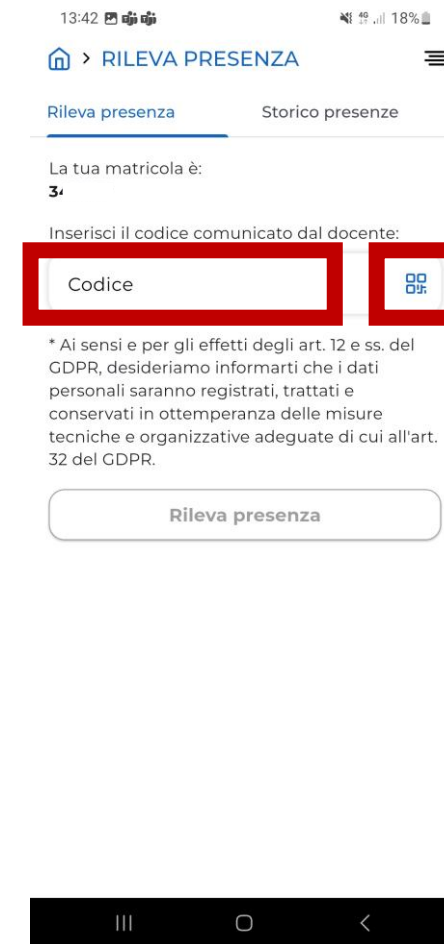 13:42 18%
> RILEVA PRESENZA
Rileva presenza Storico presenze
La tua matricola è:
Inserisci il codice comunicato dal docente:
Codice
* Ai sensi e per gli effetti degli art. 12 e ss. del
GDPR, desideriamo informarti che i dati
personali saranno registrati, trattati e
conservati in ottemperanza delle misure
tecniche e organizzative adeguate di cui all'art.
32 del GDPR.
Rileva presenza